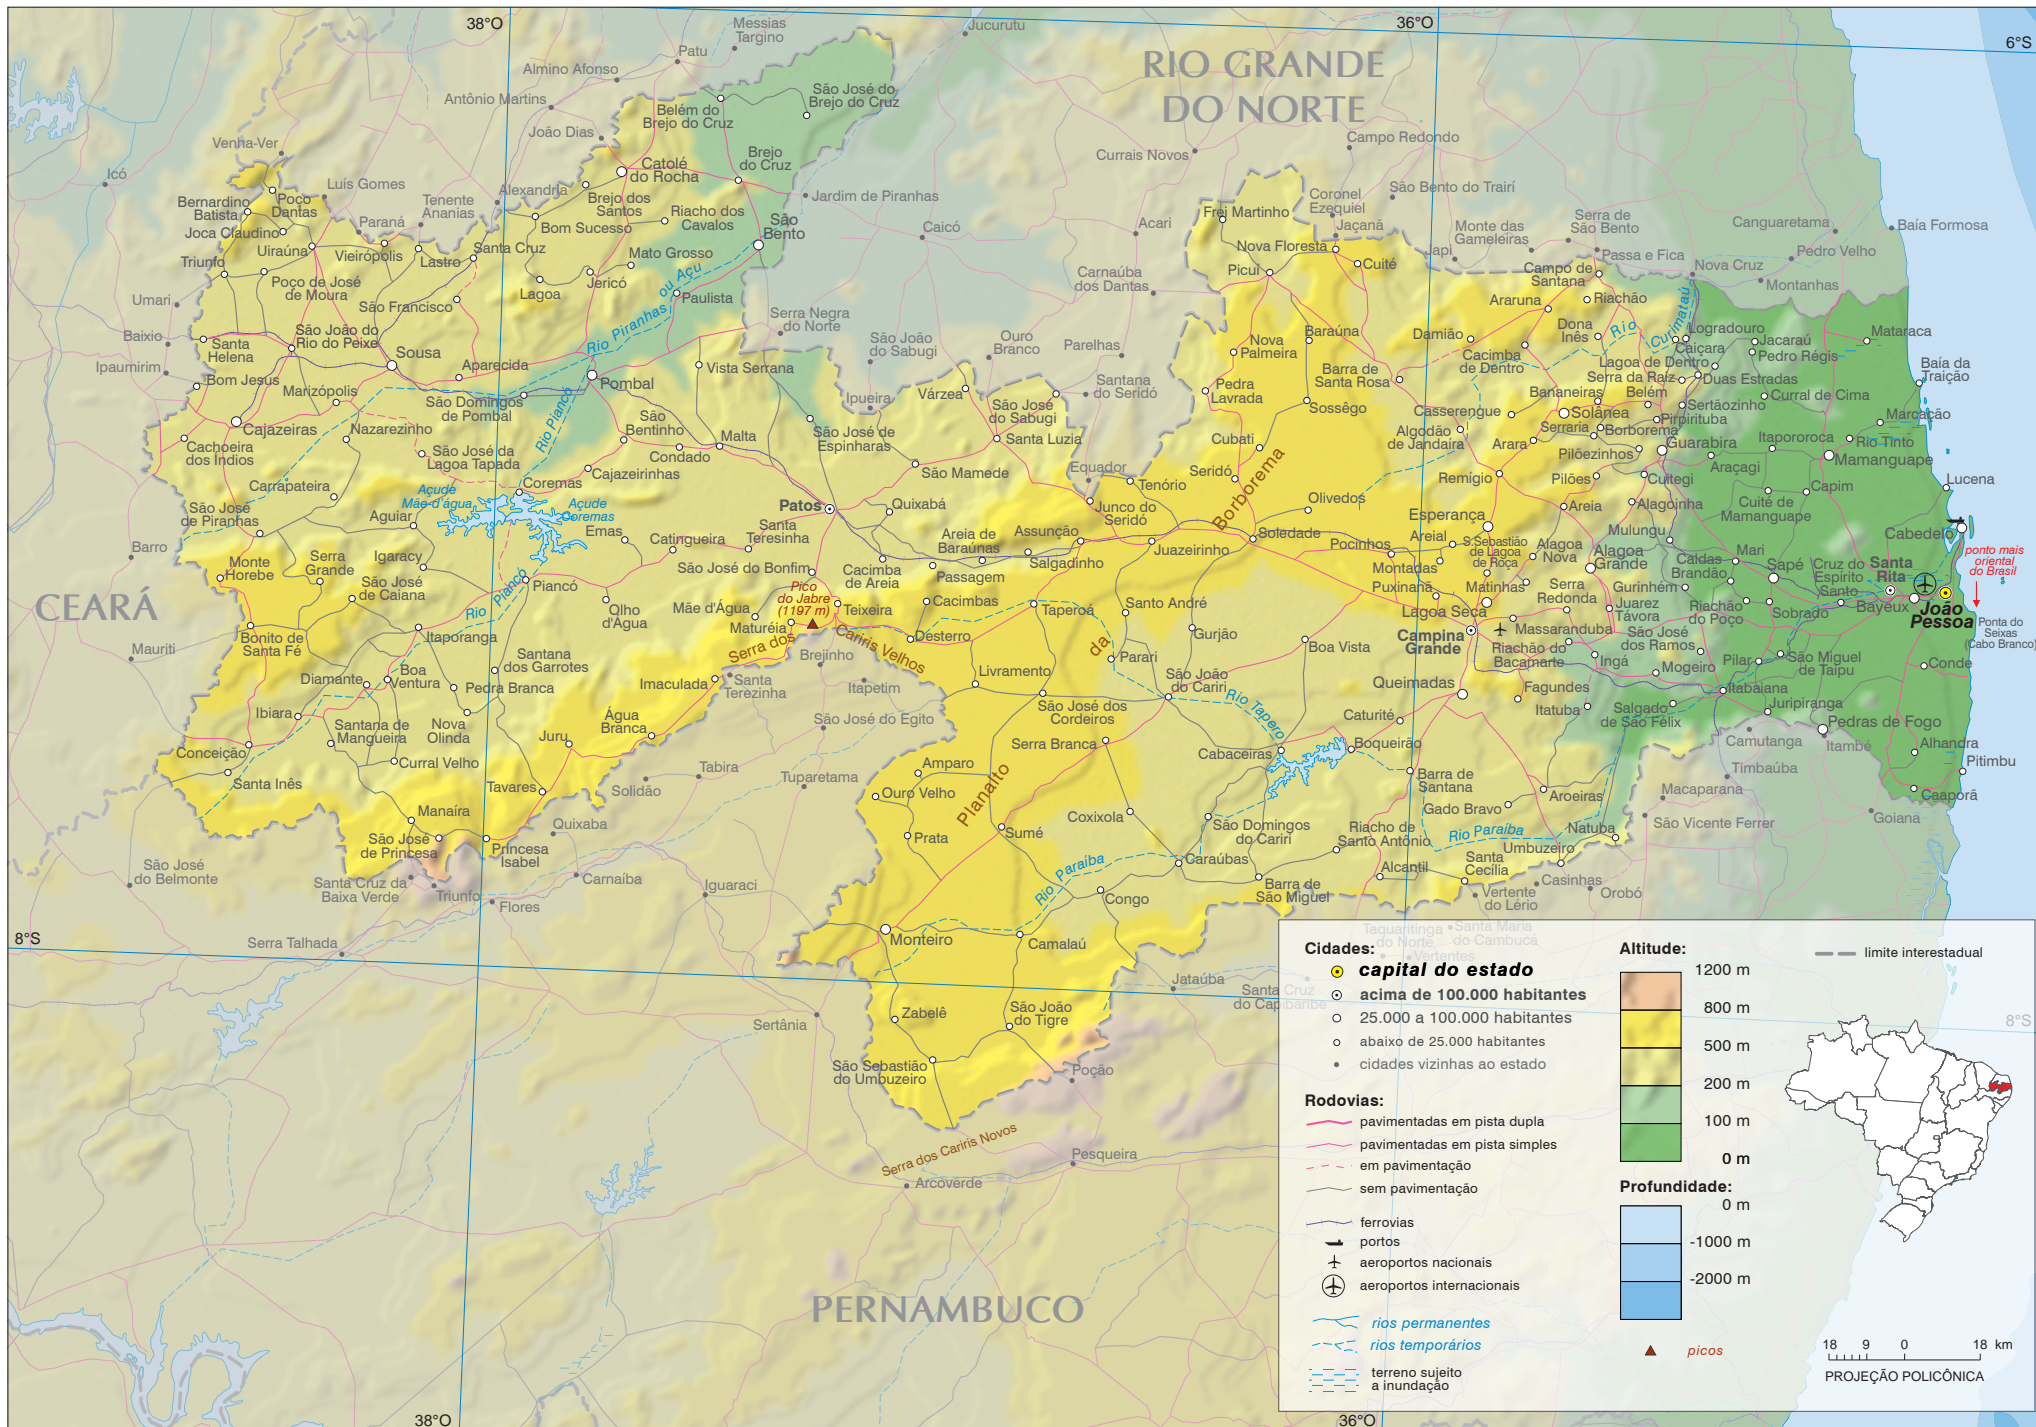 38°O
36°O
6°S
8°S
8°S
38°O
36°O
RIO GRANDE
DO NORTE
CEARÁ
PERNAMBUCO
Messias
Targino
Jucurutu
Patu
Almino Afonso
Antônio Martins
João Dias
Venha-Ver
Icó
Luís Gomes
Tenente
Ananias
Alexandria
Paraná
Umari
Baixio
Ipaumirim
Barro
Mauriti
São José
do Belmonte
Serra Talhada
Santa Cruz da
Baixa Verde
Triunfo
Flores
Carnaíba
Quixaba
Solidão
Tabira
Iguaraci
Tuparetama
São José do Egito
Itapetim
Brejinho
Santa
Terezinha
Sertânia
Arcoverde
Pesqueira
Poção
Jataúba
Santa Cruz
do Capibaribe
Taquaritinga
do Norte
Vertentes
Santa Maria
do Cambucá
Vertente
do Lério
Casinhas
Orobó
São Vicente Ferrer
Macaparana
Timbaúba
Camutanga
Itambé
Goiana
Jardim de Piranhas
Caicó
Serra Negra
do Norte
São João
do Sabugi
Ipueira
Ouro
Branco
Parelhas
Santana
do Seridó
Equador
Carnaúba
dos Dantas
Acari
Currais Novos
Campo Redondo
São Bento do Trairí
Coronel
Ezequiel
Jaçanã
Japi
Monte das
Gameleiras
Serra de
São Bento
Passa e Fica
Nova Cruz
Montanhas
Pedro Velho
Canguaretama
Baía Formosa
Belém do
Brejo do Cruz
São José do
Brejo do Cruz
Brejo
do Cruz
Catolé
do Rocha
Brejo dos
Santos
Riacho dos
Cavalos
São
Bento
Bom Sucesso
Mato Grosso
Jericó
Lagoa
Paulista
Bernardino
Batista
Poço
Dantas
Joca Claudino
Uiraúna
Vieirópolis
Lastro
Santa Cruz
Triunfo
Poço de José
de Moura
São Francisco
Santa
Helena
São João do
Rio do Peixe
Sousa
Aparecida
Bom Jesus
Marizópolis
São Domingos
de Pombal
Pombal
Vista Serrana
Cajazeiras
Nazarezinho
Cachoeira
dos Índios
São José da
Lagoa Tapada
São
Bentinho
Malta
Condado
Cajazeirinhas
São José de
Espinharas
Várzea
São José
do Sabugi
Santa Luzia
São Mamede
Carrapateira
Coremas
São José
de Piranhas
Aguiar
Patos
Quixabá
Emas
Santa
Teresinha
Catingueira
São José do Bonfim
Cacimba
de Areia
Areia de
Baraúnas
Passagem
Salgadinho
Assunção
Junco do
Seridó
Tenório
Juazeirinho
Monte
Horebe
Serra
Grande
Igaracy
São José
de Caiana
Piancó
Olho
d'Água
Mãe d'Água
Maturéia
Teixeira
Cacimbas
Desterro
Taperoá
Livramento
Bonito de
Santa Fé
Itaporanga
Diamante
Boa
Ventura
Santana
dos Garrotes
Pedra Branca
Ibiara
Santana de
Mangueira
Nova
Olinda
Juru
Água
Branca
Imaculada
Conceição
Santa Inês
Curral Velho
Tavares
Manaíra
São José
de Princesa
Princesa
Isabel
Frei Martinho
Nova Floresta
Picuí
Cuité
Nova
Palmeira
Baraúna
Pedra
Lavrada
Sossêgo
Barra de
Santa Rosa
Cubati
Seridó
Olivedos
Soledade
Pocinhos
Santo André
Gurjão
Parari
São João
do Cariri
Boa Vista
São José dos
Cordeiros
Serra Branca
Cabaceiras
Boqueirão
Caturité
Queimadas
Campina
Grande
Lagoa Seca
Puxinanã
Montadas
Areial
Esperança
S.Sebastião
de Lagoa
de Roça
Matinhas
Massaranduba
Riachão do
Bacamarte
Fagundes
Itatuba
Ingá
Mogeiro
Serra
Redonda
Juarez
Távora
Alagoa
Nova
Alagoa
Grande
Remígio
Arara
Algodão
de Jandaíra
Casserengue
Damião
Cacimba
de Dentro
Araruna
Campo de
Santana
Riachão
Dona
Inês
Bananeiras
Solânea
Serraria
Borborema
Pilõezinhos
Pilões
Areia
Alagoinha
Cuitegi
Guarabira
Pirpirituba
Belém
Sertãozinho
Duas Estradas
Serra da Raiz
Lagoa de Dentro
Caiçara
Logradouro
Jacaraú
Pedro Régis
Curral de Cima
Mataraca
Baía da
Traição
Marcação
Rio Tinto
Mamanguape
Itapororoca
Araçagi
Capim
Cuité de
Mamanguape
Mulungu
Lucena
Cabedelo
Mari
Caldas
Brandão
Gurinhém
Sapé
Cruz do
Espírito
Santo
Santa
Rita
Bayeux
João
Pessoa
Sobrado
Riachão
do Poço
São José
dos Ramos
Pilar
São Miguel
de Taipu
Conde
Itabaiana
Salgado
de São Félix
Juripiranga
Pedras de Fogo
Alhandra
Pitimbu
Caaporã
ponto mais
oriental
do Brasil
Ponta do
Seixas
(Cabo Branco)
Amparo
Ouro Velho
Prata
Sumé
Coxixola
São Domingos
do Cariri
Caraúbas
Congo
Monteiro
Camalaú
Zabelê
São João
do Tigre
São Sebastião
do Umbuzeiro
Barra de
São Miguel
Riacho de
Santo Antônio
Alcantil
Santa
Cecília
Umbuzeiro
Natuba
Aroeiras
Gado Bravo
Barra de
Santana
Rio Piranhas ou Açu
Rio Piancó
Rio Piancó
Açude
Mãe-d'água
Açude
Coremas
Rio Tapero
Rio Paraíba
Rio Paraíba
Rio Curimataú
Pico
do Jabre
(1197 m)
Serra dos Cariris Velhos
Serra dos Cariris Novos
Planalto da Borborema
Cidades:
capital do estado
acima de 100.000 habitantes
25.000 a 100.000 habitantes
abaixo de 25.000 habitantes
cidades vizinhas ao estado
Rodovias:
pavimentadas em pista dupla
pavimentadas em pista simples
em pavimentação
sem pavimentação
ferrovias
portos
aeroportos nacionais
aeroportos internacionais
rios permanentes
rios temporários
terreno sujeito
a inundação
Altitude:
1200 m
800 m
500 m
200 m
100 m
0 m
Profundidade:
0 m
-1000 m
-2000 m
picos
limite interestadual
18 9 0 18 km
PROJEÇÃO POLICÔNICA